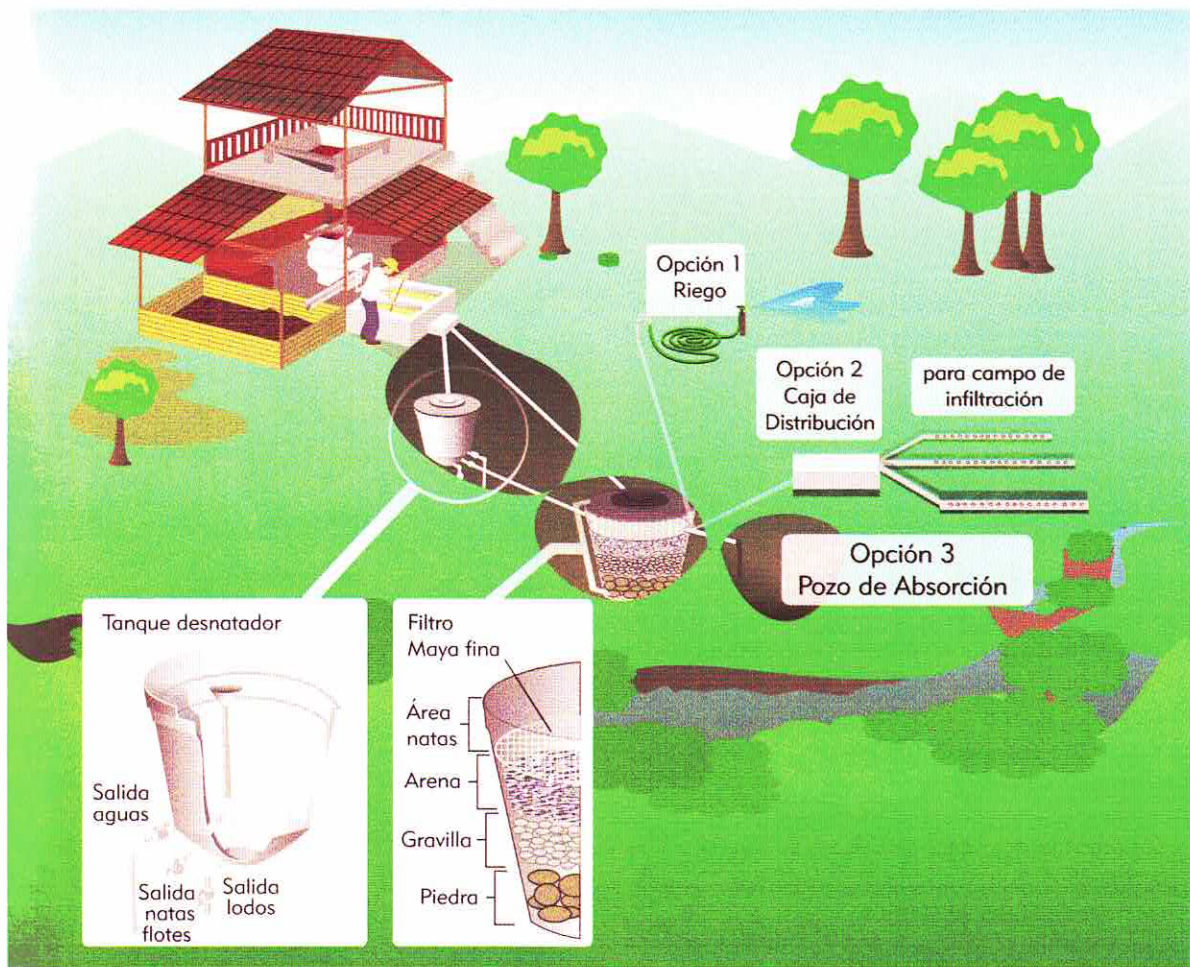 Opción 1
Riego
Opción 2
Caja de
Distribución
para campo de
infiltración
Opción 3
Pozo de Absorción
Tanque desnatador
Salida
aguas
Salida
natas
flotes
Salida
lodos
Filtro
Maya fina
Área
natas
Arena
Gravilla
Piedra